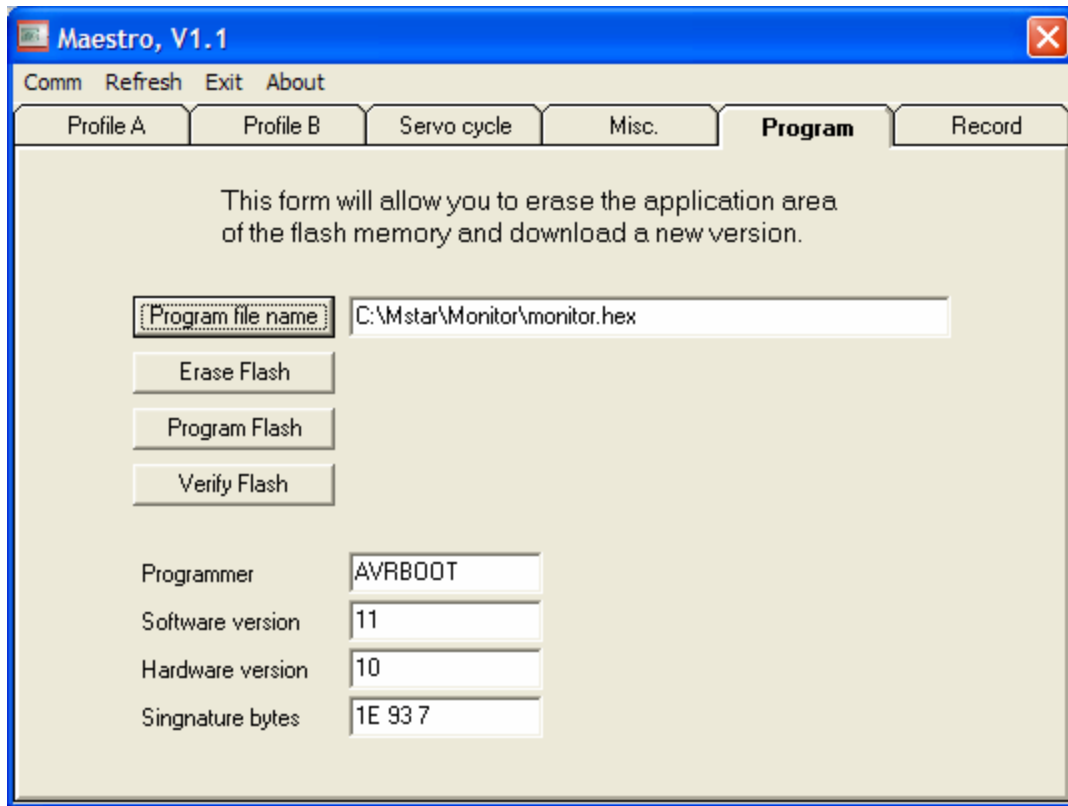 Maestro, V1.1
Comm Refresh Exit About
Profile A Profile B Servo cycle Misc. Program Record
This form will allow you to erase the application area
of the flash memory and download a new version.
Program file name C:\Mstar\Monitor\monitor.hex
Erase Flash
Program Flash
Verify Flash
Programmer AVRBOOT
Software version 11
Hardware version 10
Singnature bytes 1E 93 7